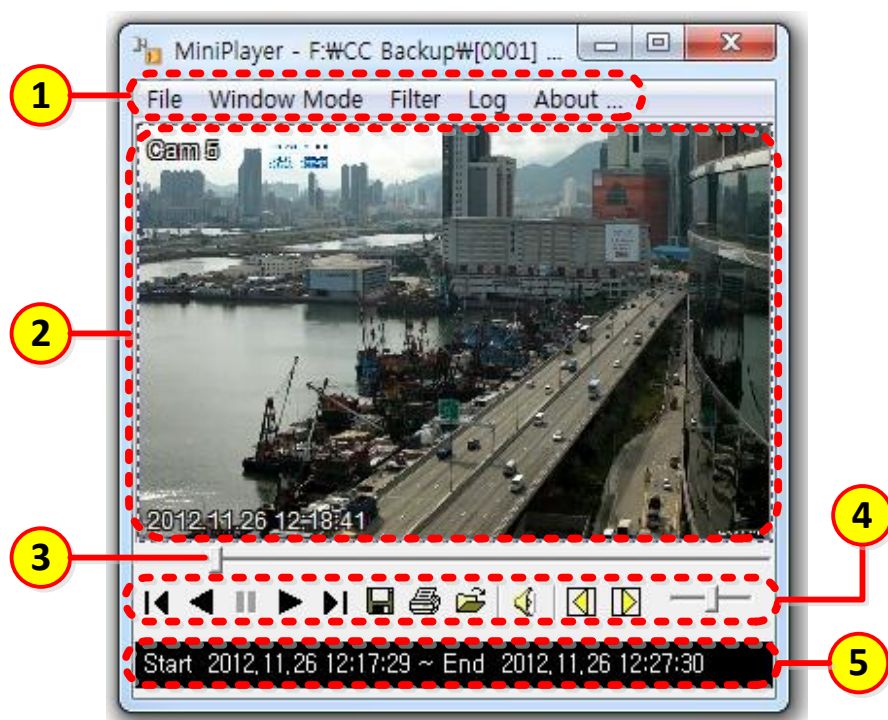 MiniPlayer - F:₩CC Backup₩[0001] ...
1
File Window Mode Filter Log About ...
Cam 5
2
2012.11.26 12:18:41
3
4
Start 2012.11.26 12:17:29 ~ End 2012.11.26 12:27:30
5